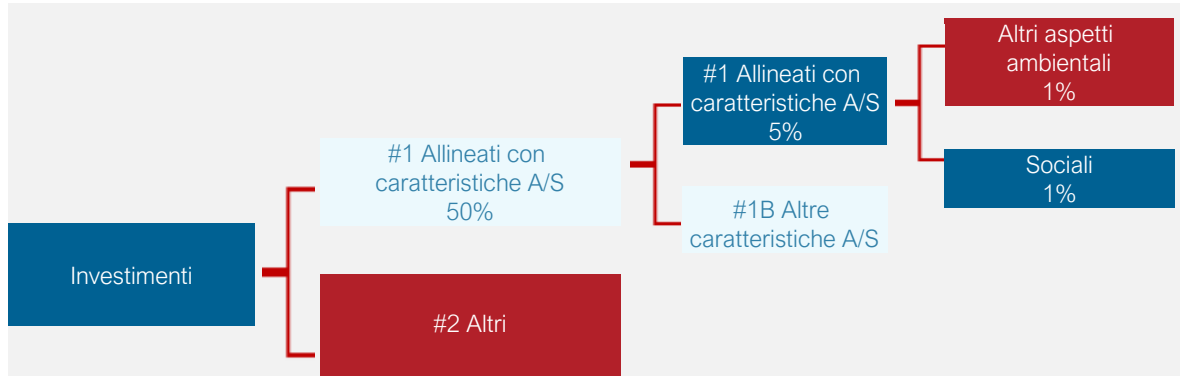 Investimenti
#1 Allineati con
caratteristiche A/S
50%
#2 Altri
#1 Allineati con
caratteristiche A/S
5%
#1B Altre
caratteristiche A/S
Altri aspetti
ambientali
1%
Sociali
1%